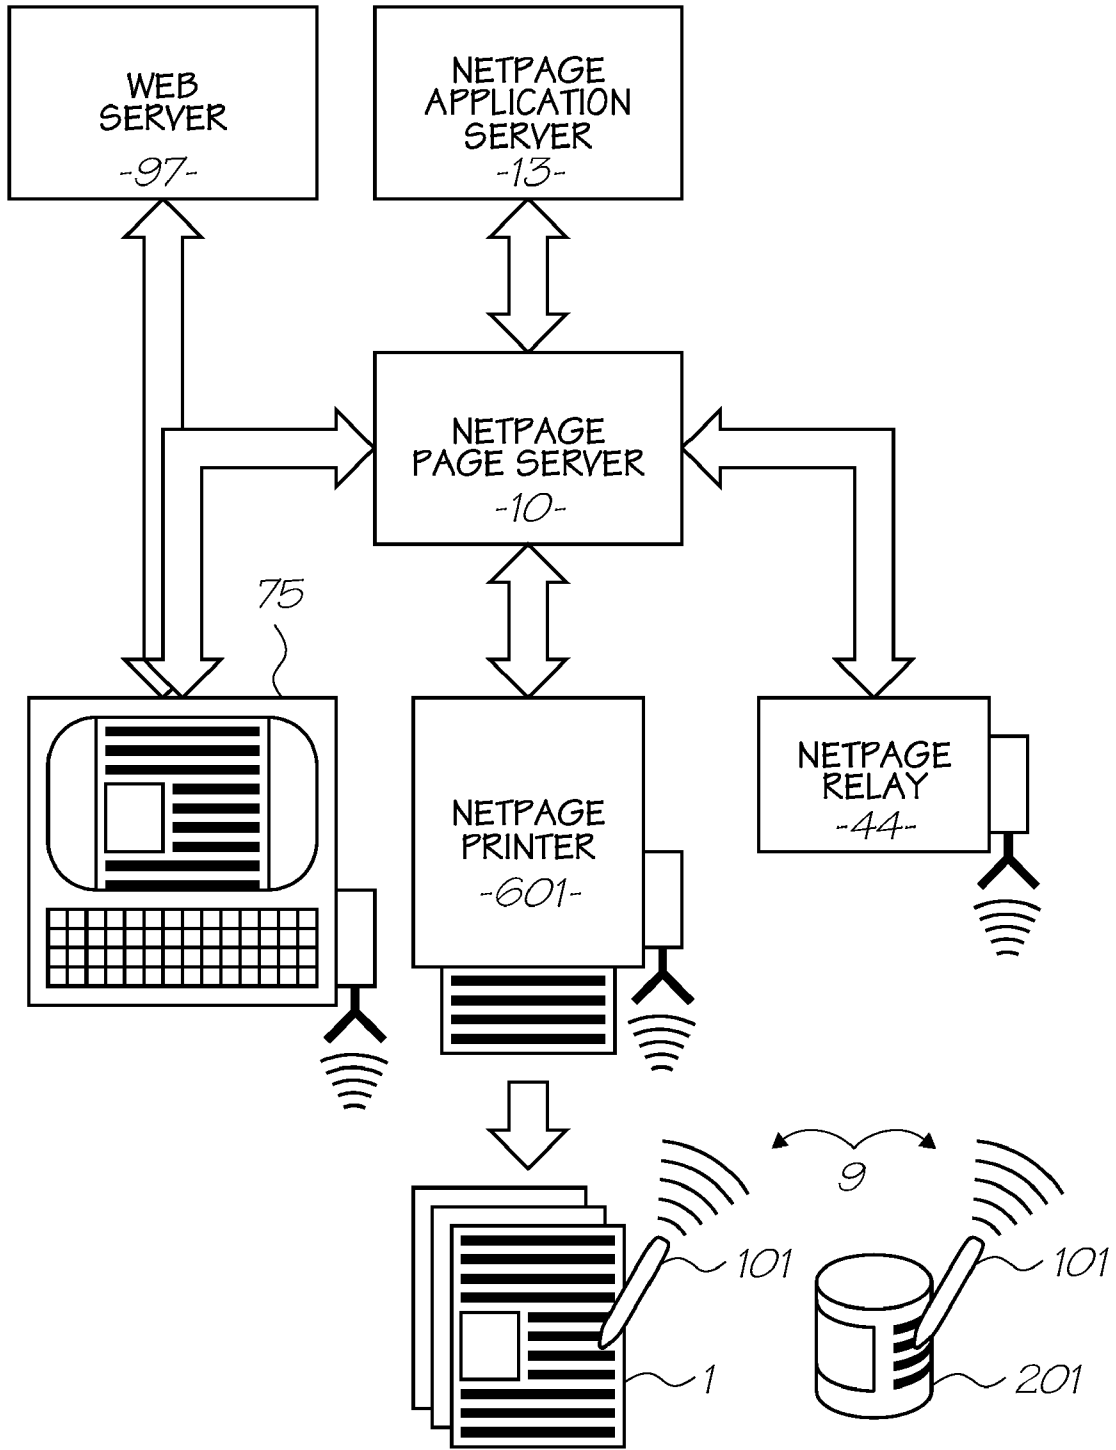 WEB
SERVER
-97-
NETPAGE
APPLICATION
SERVER
-13-
NETPAGE
PAGE SERVER
-10-
75
NETPAGE
PRINTER
-601-
NETPAGE
RELAY
-44-
9
101
101
1
201